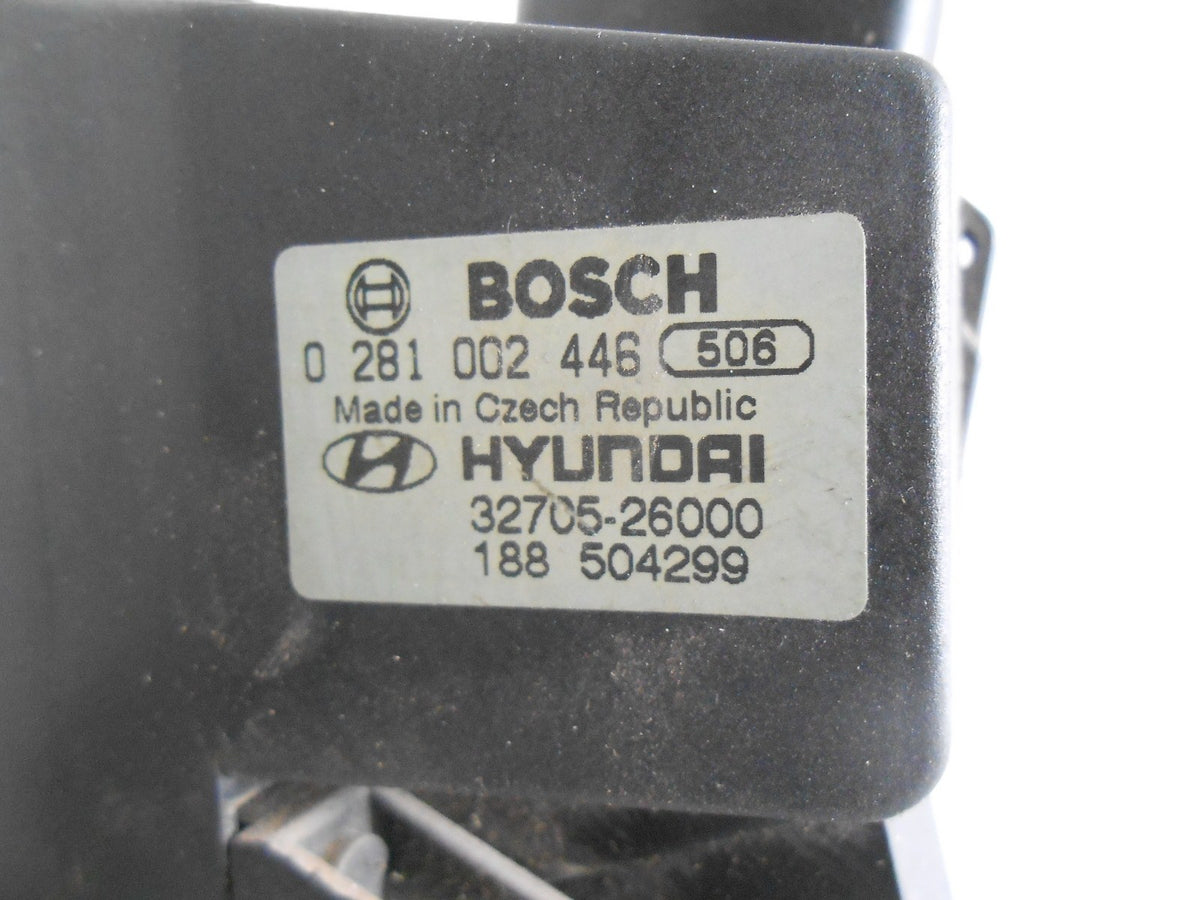 BOSCH
0 281 002 446 506
Made in Czech Republic
HYUNDAI
32705-26000
188 504299